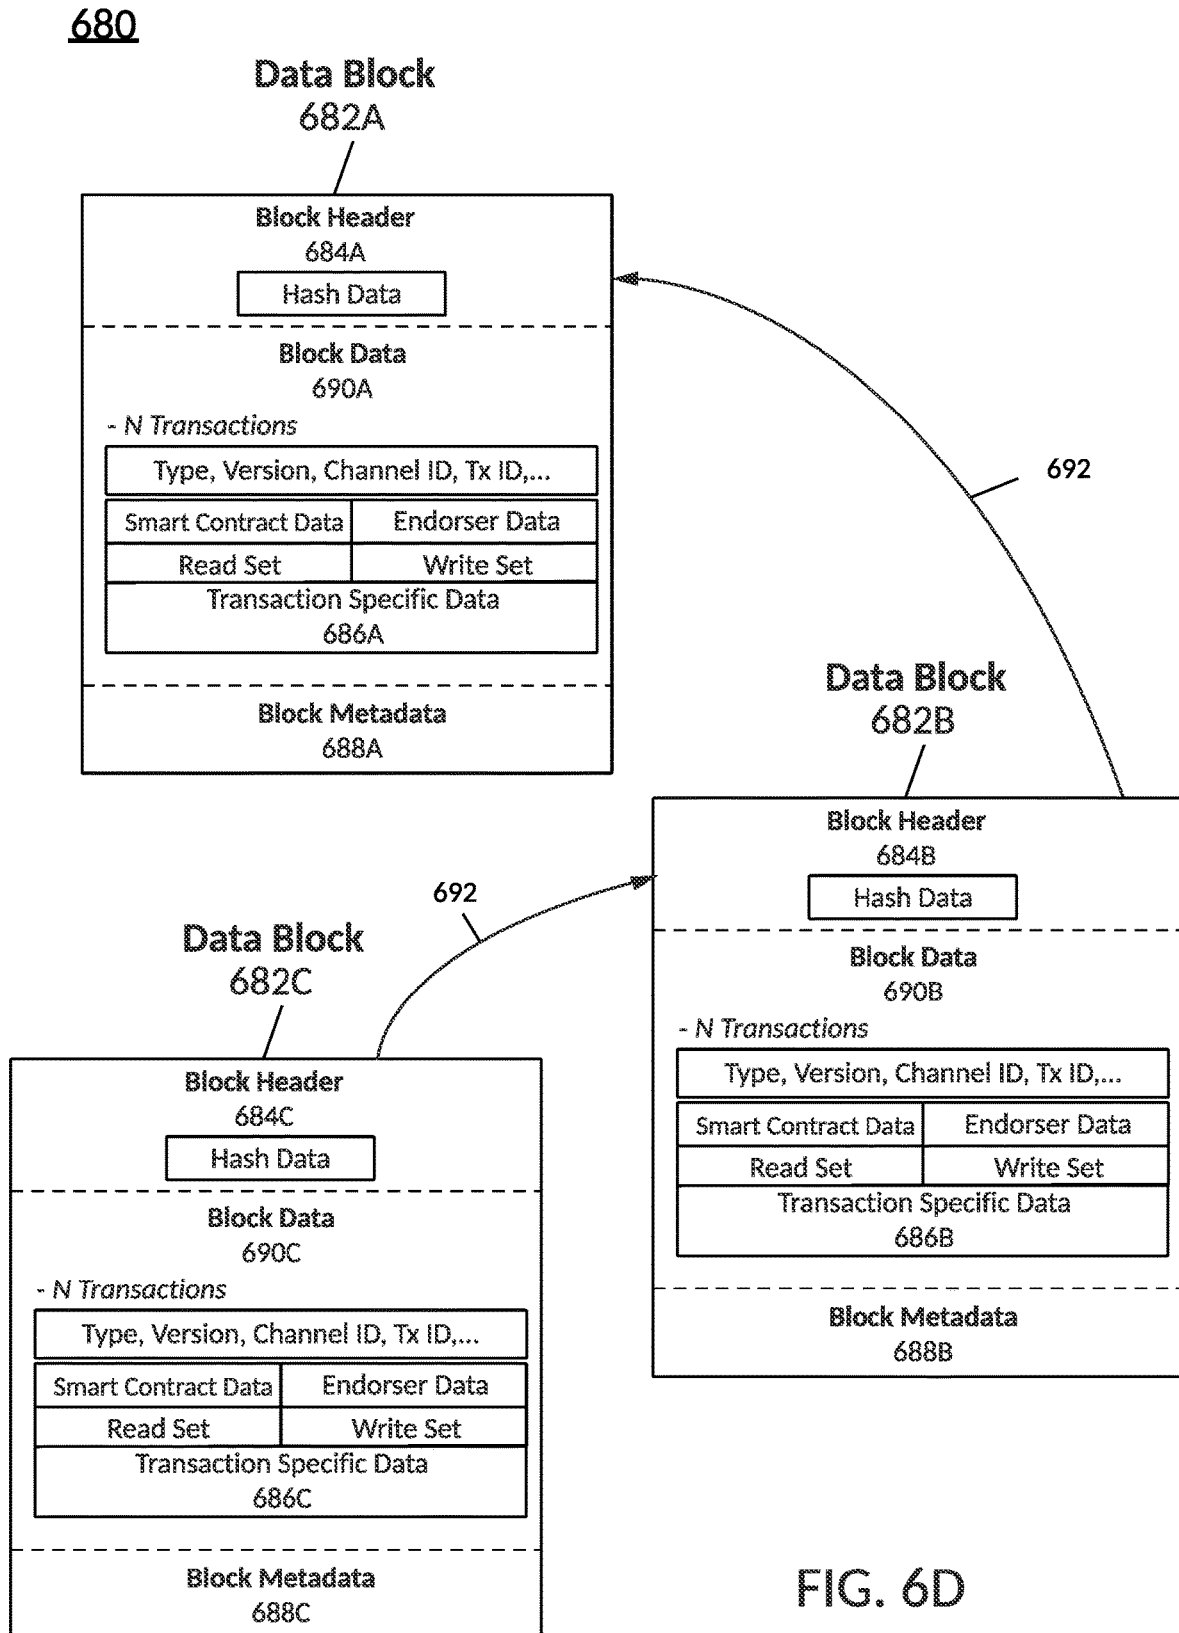 680
Data Block
682A
Block Header
684A
Hash Data
Block Data
690A
- N Transactions
Type, Version, Channel ID, Tx ID,...
Smart Contract Data Endorser Data
Read Set Write Set
Transaction Specific Data
686A
Block Metadata
688A
692
Data Block
682B
Block Header
684B
Hash Data
Block Data
690B
- N Transactions
Type, Version, Channel ID, Tx ID,...
Smart Contract Data Endorser Data
Read Set Write Set
Transaction Specific Data
686B
Block Metadata
688B
692
Data Block
682C
Block Header
684C
Hash Data
Block Data
690C
- N Transactions
Type, Version, Channel ID, Tx ID,...
Smart Contract Data Endorser Data
Read Set Write Set
Transaction Specific Data
686C
Block Metadata
688C
FIG. 6D